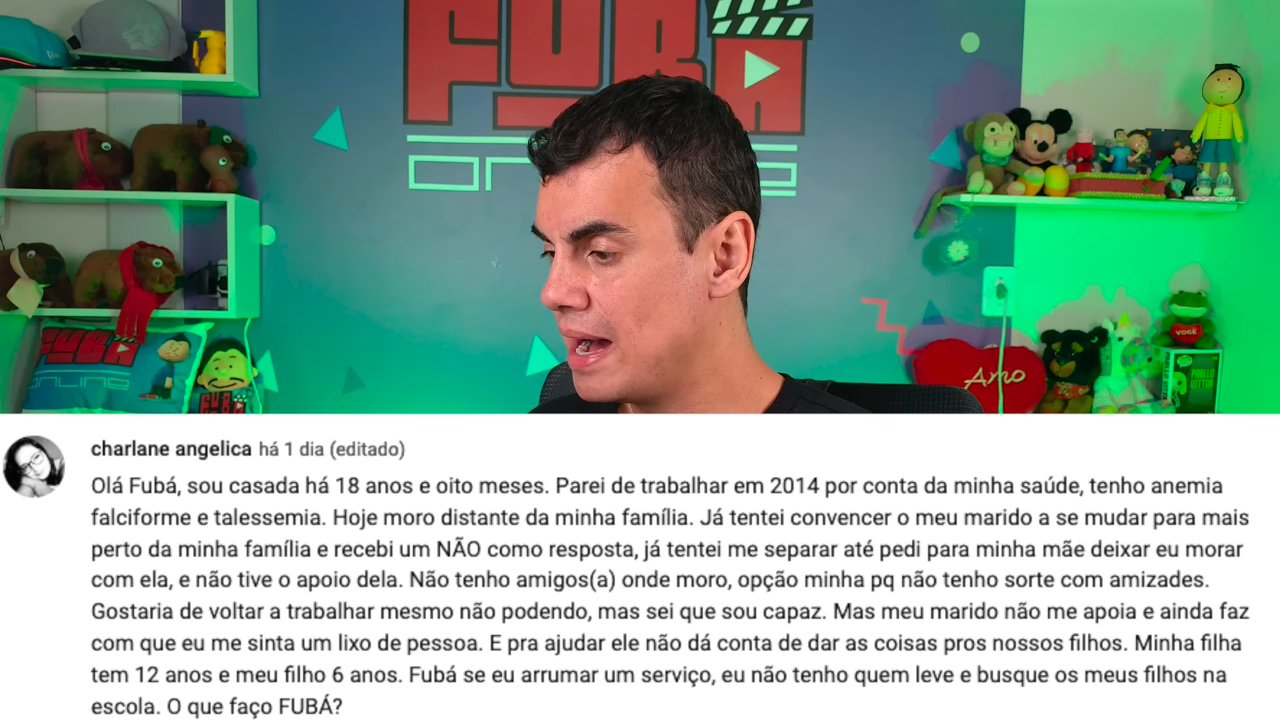 FUBÁ
ONLINE
FUBÁ
ONLINE
FUBÁ
Amo
VOCÊ
PABLLO
VITTAR
charlane angelica há 1 dia (editado)
Olá Fubá, sou casada há 18 anos e oito meses. Parei de trabalhar em 2014 por conta da minha saúde, tenho anemia
falciforme e talessemia. Hoje moro distante da minha família. Já tentei convencer o meu marido a se mudar para mais
perto da minha família e recebi um NÃO como resposta, já tentei me separar até pedi para minha mãe deixar eu morar
com ela, e não tive o apoio dela. Não tenho amigos(a) onde moro, opção minha pq não tenho sorte com amizades.
Gostaria de voltar a trabalhar mesmo não podendo, mas sei que sou capaz. Mas meu marido não me apoia e ainda faz
com que eu me sinta um lixo de pessoa. E pra ajudar ele não dá conta de dar as coisas pros nossos filhos. Minha filha
tem 12 anos e meu filho 6 anos. Fubá se eu arrumar um serviço, eu não tenho quem leve e busque os meus filhos na
escola. O que faço FUBÁ?